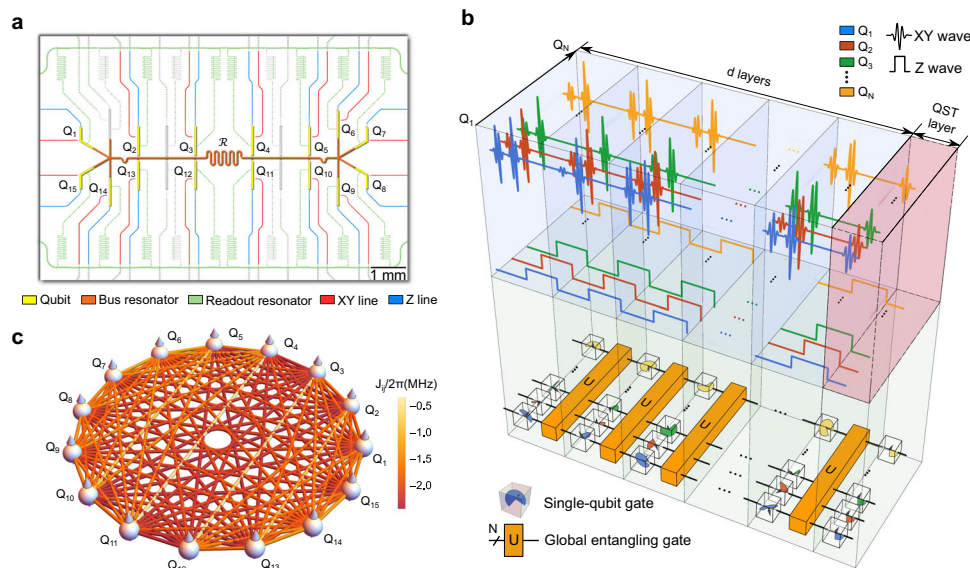 a
Q1
Q2
Q3
R
Q4
Q5
Q6
Q7
Q15
Q14
Q13
Q12
Q11
Q10
Q9
Q8
1 mm
Qubit
Bus resonator
Readout resonator
XY line
Z line
b
QN
Q1
d layers
QST
layer
Q1
Q2
Q3
QN
XY wave
Z wave
U
U
U
U
Single-qubit gate
N
U
Global entangling gate
c
Q5
Q4
Q3
Q2
Q1
Q15
Q14
Q13
Q11
Q10
Q9
Q8
Q7
Q6
Jij/2π(MHz)
−0.5
−1.0
−1.5
−2.0